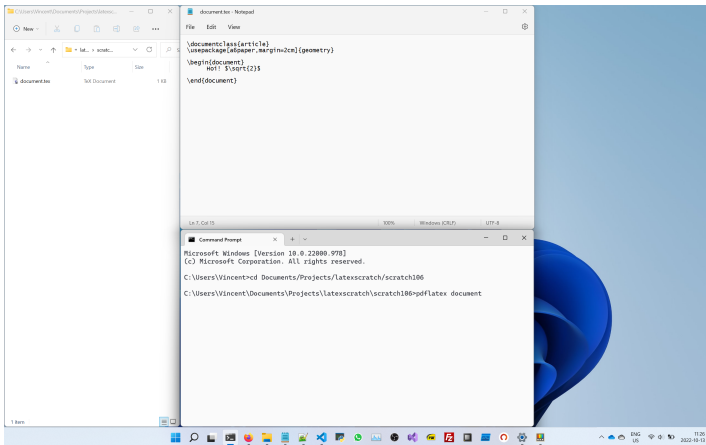 C:\Users\Vincent\Documents\Projects\latexsc...
New
lat... › scratc...
Name Type Size
document.tex TeX Document 1 KB
1 item
document.tex - Notepad
File Edit View
\documentclass{article}
\usepackage[a6paper,margin=2cm]{geometry}
\begin{document}
Hoi! $\sqrt{2}$
\end{document}
Ln 7, Col 15 100% Windows (CRLF) UTF-8
Command Prompt
Microsoft Windows [Version 10.0.22000.978]
(c) Microsoft Corporation. All rights reserved.
C:\Users\Vincent>cd Documents/Projects/latexscratch/scratch106
C:\Users\Vincent\Documents\Projects\latexscratch\scratch106>pdflatex document
ENG
US
11:26
2022-10-13